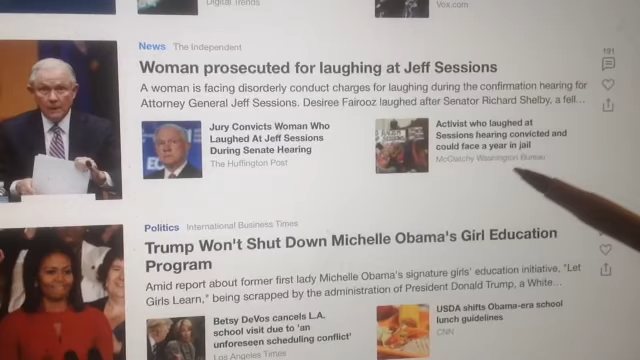 Digital Trends
Vox.com
News The Independent
191
Woman prosecuted for laughing at Jeff Sessions
A woman is facing disorderly conduct charges for laughing during the confirmation hearing for
Attorney General Jeff Sessions. Desiree Fairooz laughed after Senator Richard Shelby, a fell...
Jury Convicts Woman Who
Laughed At Jeff Sessions
During Senate Hearing
The Huffington Post
Activist who laughed at
Sessions hearing convicted and
could face a year in jail
McClatchy Washington Bureau
Politics International Business Times
Trump Won't Shut Down Michelle Obama's Girl Education
Program
Amid report about former first lady Michelle Obama's signature girls' education initiative, "Let
Girls Learn," being scrapped by the administration of President Donald Trump, a White...
Betsy DeVos cancels L.A.
school visit due to 'an
unforeseen scheduling conflict'
Los Angeles Times
USDA shifts Obama-era school
lunch guidelines
CNN